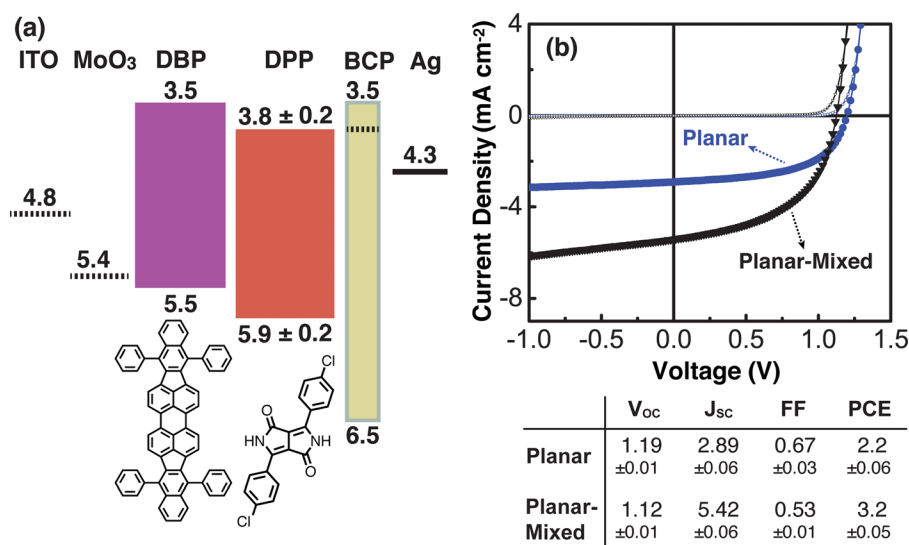 (a)
ITO MoO₃ DBP DPP BCP Ag
3.5 3.8 ± 0.2 3.5
4.3
4.8
5.4
5.5
5.9 ± 0.2
6.5
Cl
O
HN NH
O
Cl
(b)
Current Density (mA cm⁻²)
4
0
-4
-8
Planar
Planar-Mixed
-1.0 -0.5 0.0 0.5 1.0 1.5
Voltage (V)
Voc Jsc FF PCE
Planar 1.19 2.89 0.67 2.2
±0.01 ±0.06 ±0.03 ±0.06
Planar- 1.12 5.42 0.53 3.2
Mixed ±0.01 ±0.06 ±0.01 ±0.05